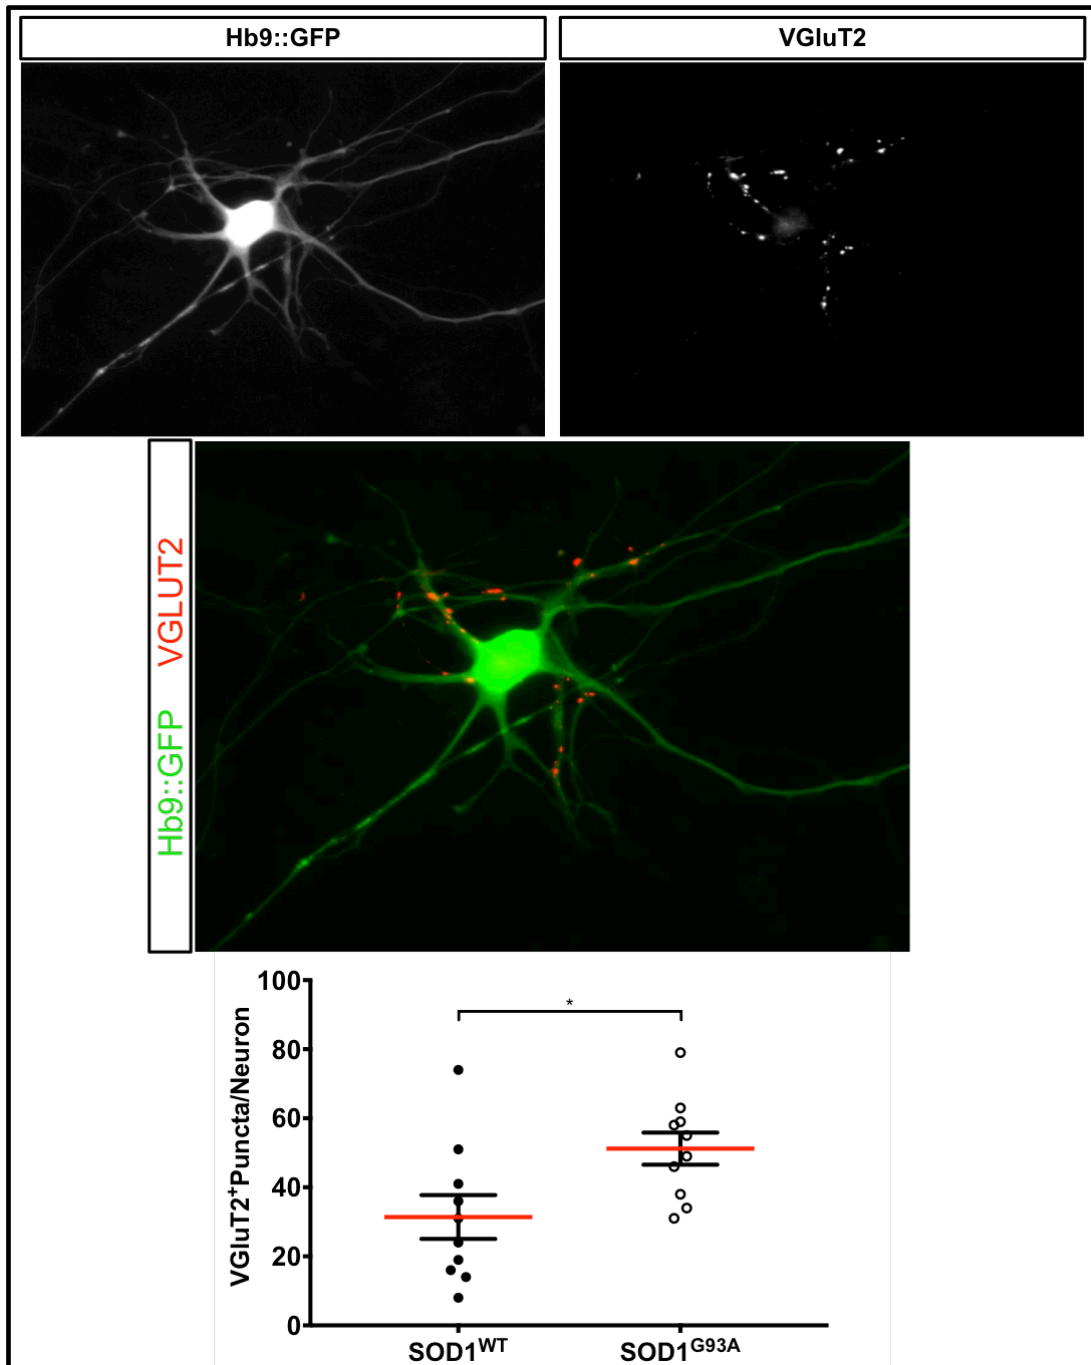 Hb9::GFP
VGluT2
Hb9::GFP VGLUT2
VGluT2+Puncta/Neuron
100
80
60
40
20
0
*
SOD1WT
SOD1G93A